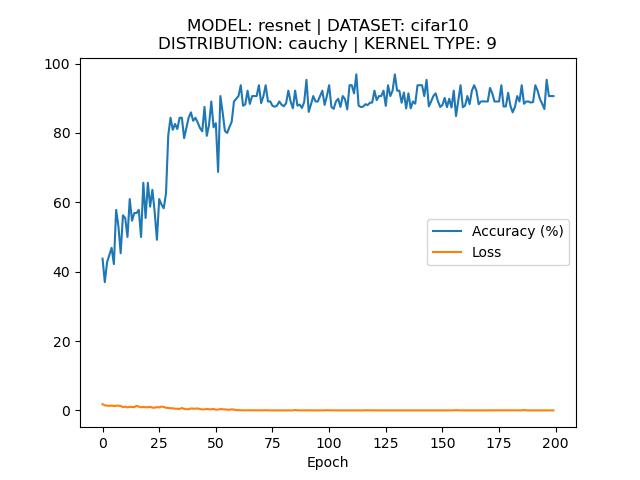 MODEL: resnet | DATASET: cifar10
DISTRIBUTION: cauchy | KERNEL TYPE: 9
100
80
60
40
20
0
Accuracy (%)
Loss
0 25 50 75 100 125 150 175 200
Epoch